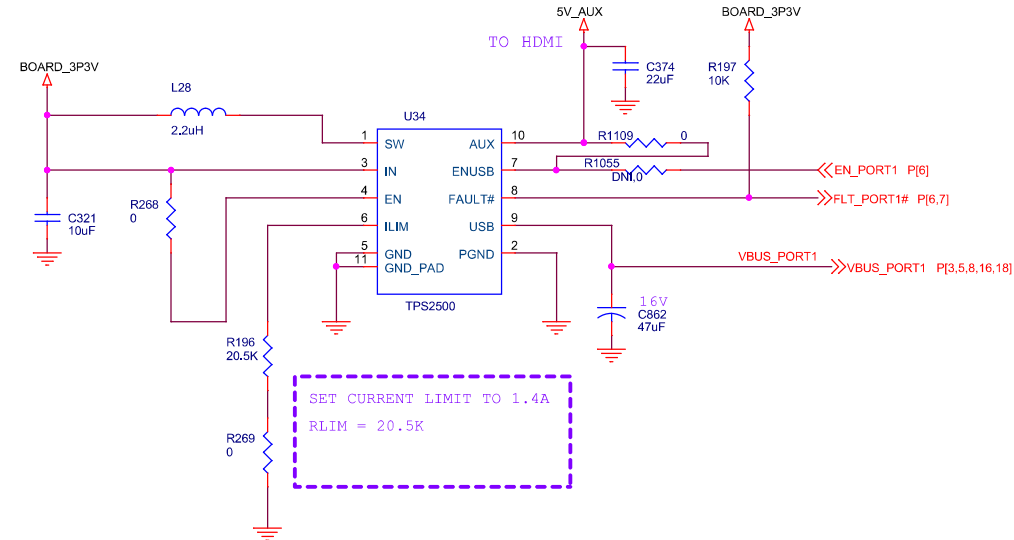 5V_AUX
BOARD_3P3V
TO HDMI
BOARD_3P3V
C374
22uF
R197
10K
L28
2.2uH
U34
1 SW
AUX 10
R1109 0
3 IN
ENUSB 7
R1055
DNI,0
EN_PORT1 P[6]
4 EN
FAULT# 8
FLT_PORT1# P[6,7]
R268
0
C321
10uF
6 ILIM
USB 9
5 GND
PGND 2
11 GND_PAD
VBUS_PORT1
VBUS_PORT1 P[3,5,8,16,18]
TPS2500
16V
C862
47uF
R196
20.5K
SET CURRENT LIMIT TO 1.4A
RLIM = 20.5K
R269
0